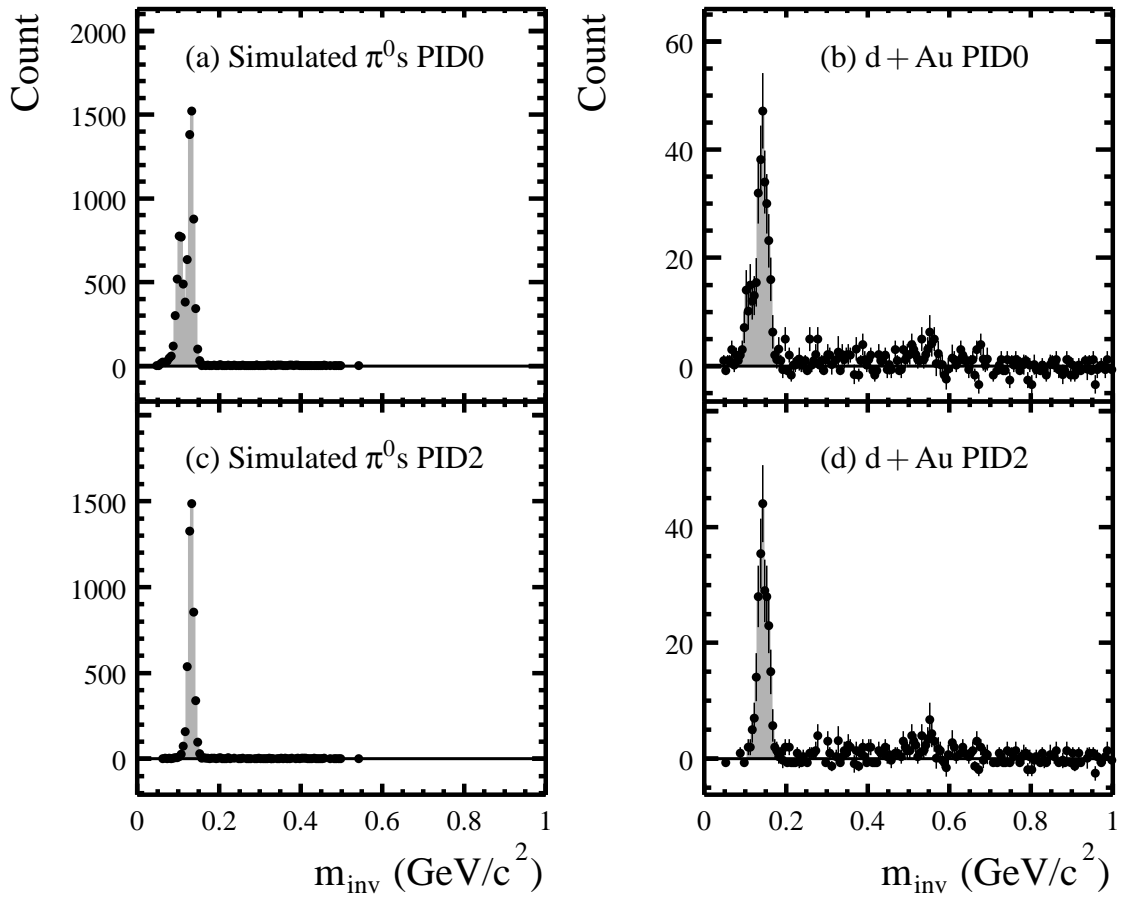 Count
2000
(a) Simulated π⁰s PID0
1500
1000
500
0
Count
60
(b) d + Au PID0
40
20
0
(c) Simulated π⁰s PID2
1500
1000
500
0
0 0.2 0.4 0.6 0.8 1
m_inv (GeV/c²)
(d) d + Au PID2
40
20
0
0 0.2 0.4 0.6 0.8 1
m_inv (GeV/c²)